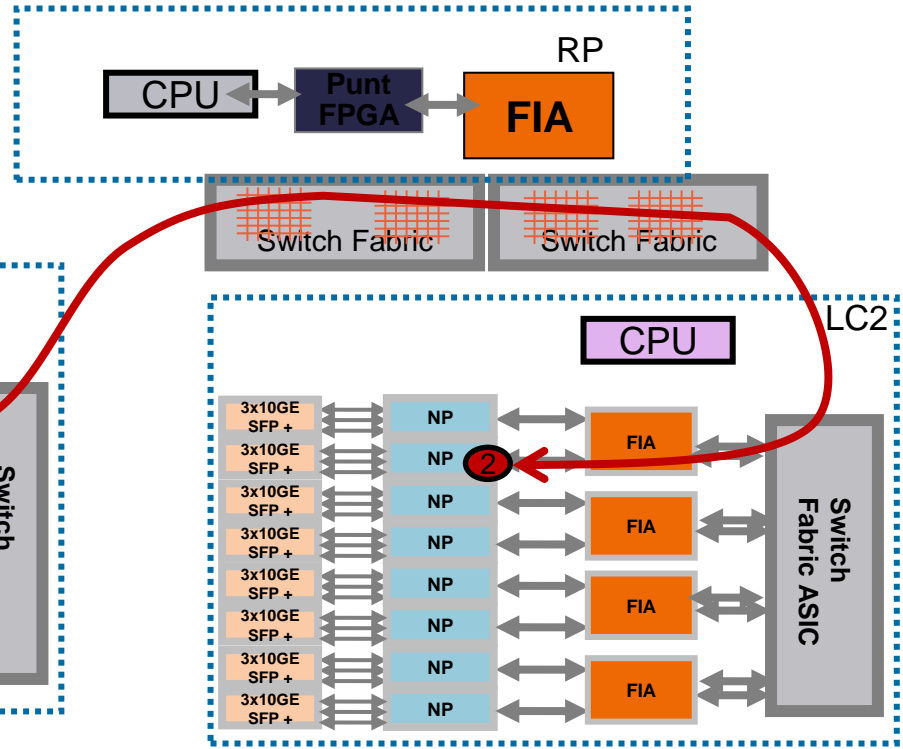 RP
CPU
Punt
FPGA
FIA
Switch Fabric
Switch Fabric
LC2
CPU
3x10GE
SFP +
NP
FIA
3x10GE
SFP +
NP
2
3x10GE
SFP +
NP
FIA
3x10GE
SFP +
NP
3x10GE
SFP +
NP
FIA
3x10GE
SFP +
NP
3x10GE
SFP +
NP
FIA
3x10GE
SFP +
NP
Switch
Fabric ASIC
Switch